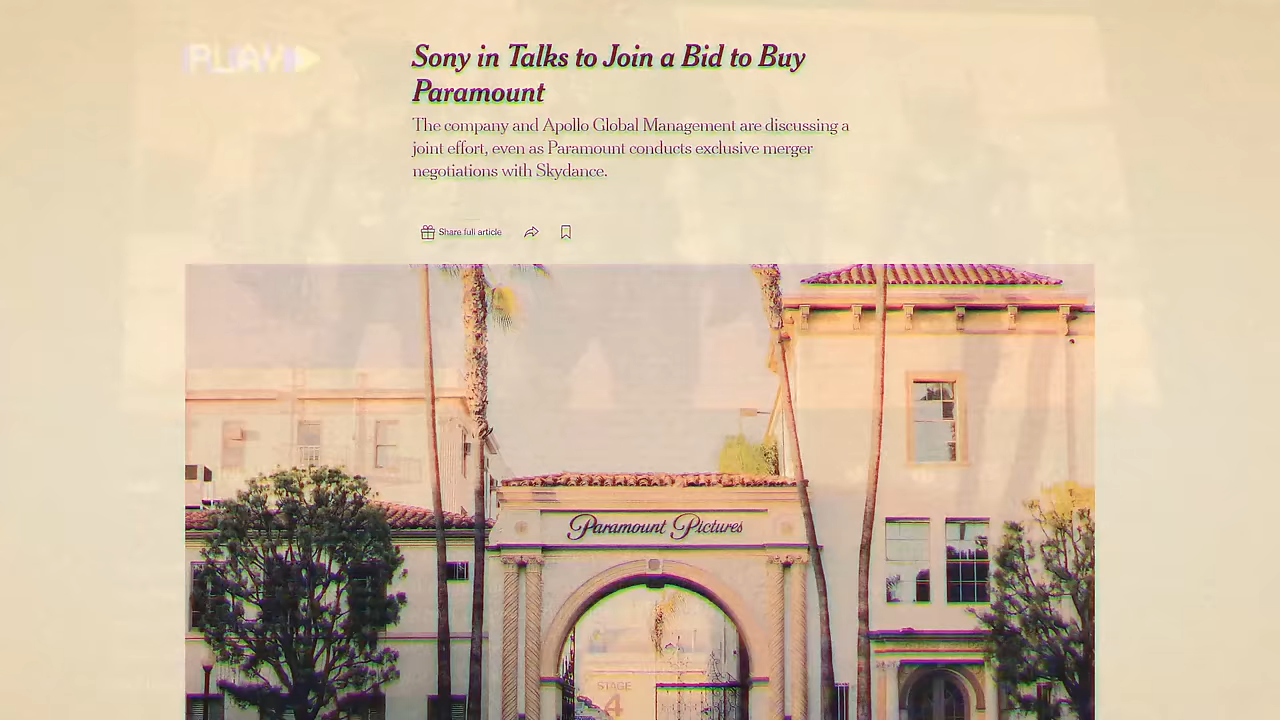 PLAY
Sony in Talks to Join a Bid to Buy
Paramount
The company and Apollo Global Management are discussing a
joint effort, even as Paramount conducts exclusive merger
negotiations with Skydance.
Share full article
Paramount Pictures
STAGE
4